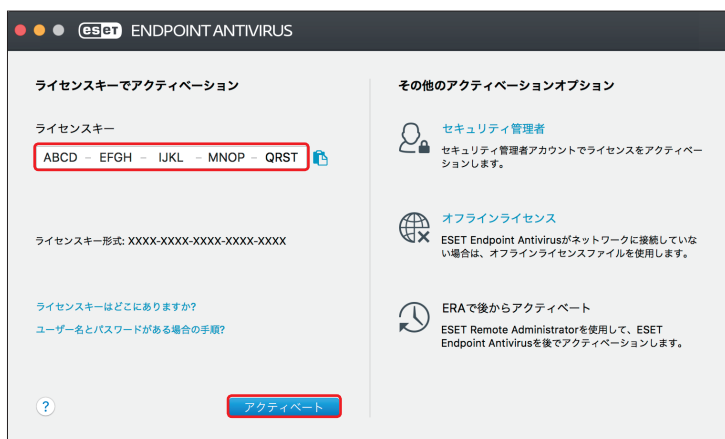 eset ENDPOINT ANTIVIRUS
ライセンスキーでアクティベーション
ライセンスキー
ABCD – EFGH – IJKL – MNOP – QRST
ライセンスキー形式: XXXX-XXXX-XXXX-XXXX-XXXX
ライセンスキーはどこにありますか?
ユーザー名とパスワードがある場合の手順?
?
アクティベート
その他のアクティベーションオプション
セキュリティ管理者
セキュリティ管理者アカウントでライセンスをアクティベー
ションします。
オフラインライセンス
ESET Endpoint Antivirusがネットワークに接続していな
い場合は、オフラインライセンスファイルを使用します。
ERAで後からアクティベート
ESET Remote Administratorを使用して、ESET
Endpoint Antivirusを後でアクティベーションします。